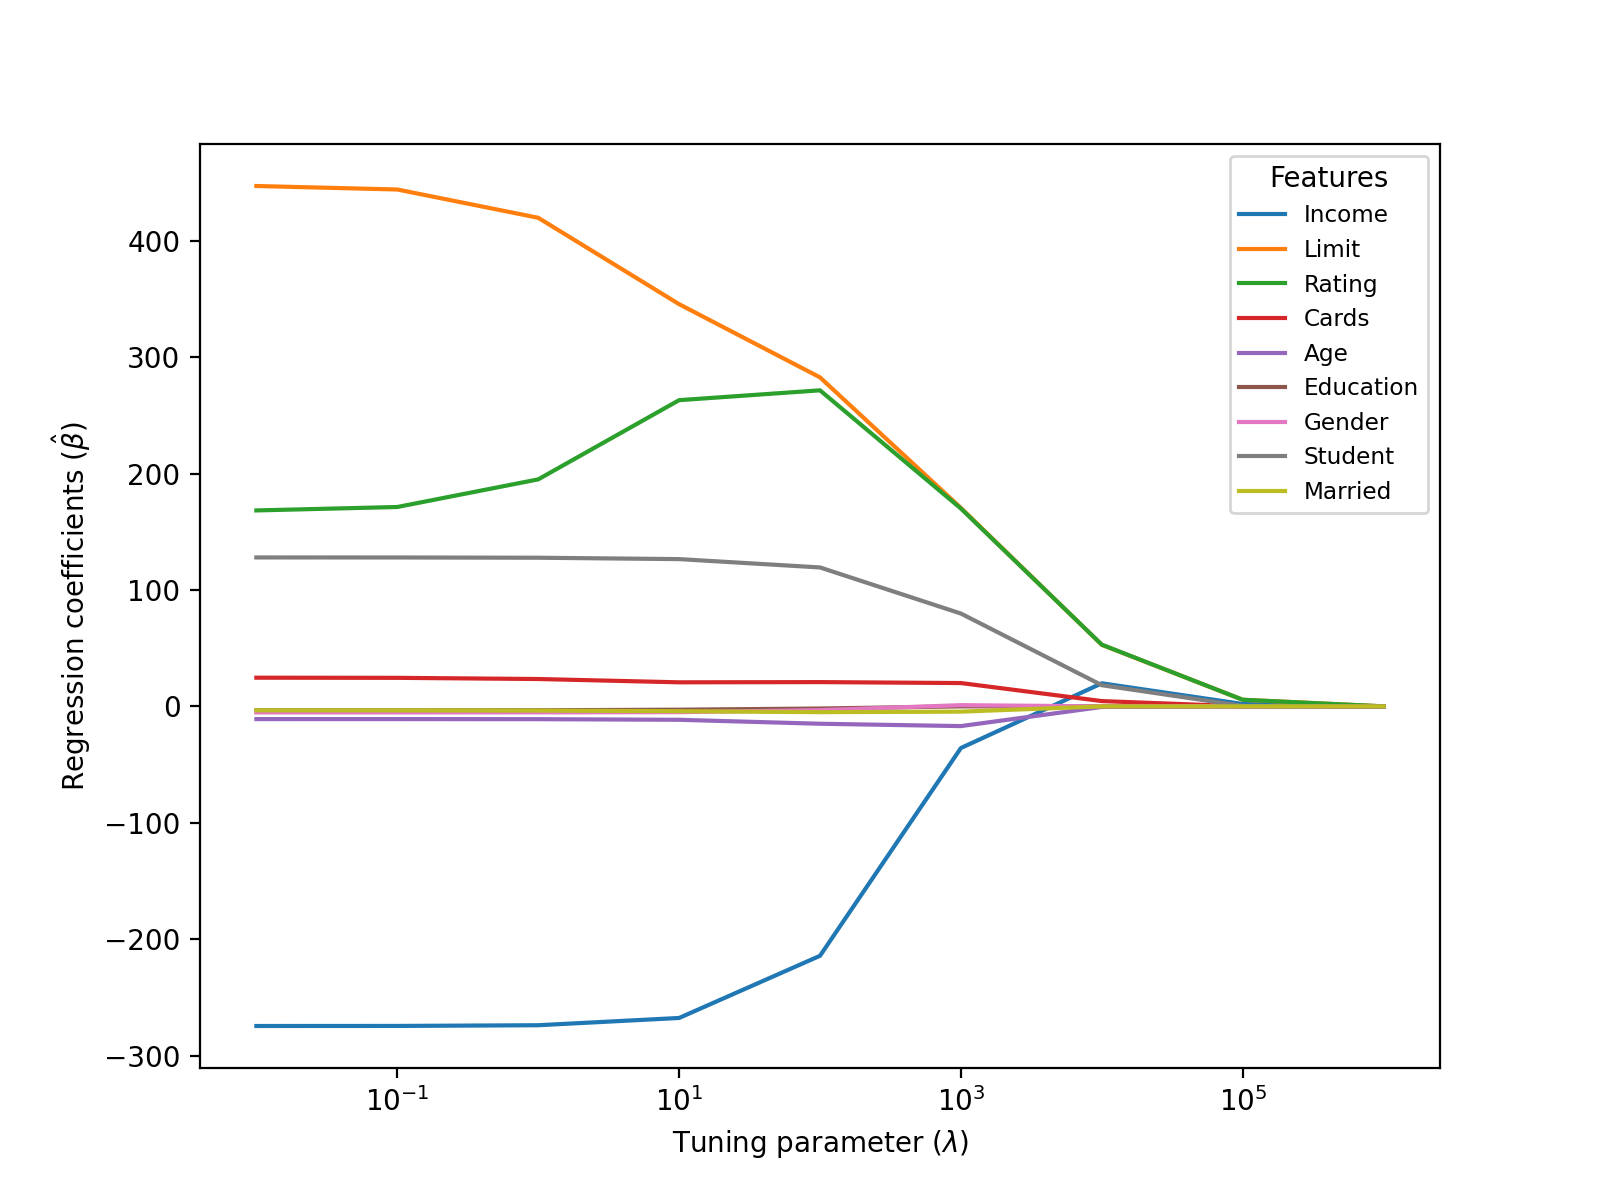 Features
Income
Limit
Rating
Cards
Age
Education
Gender
Student
Married
400
300
200
100
0
−100
−200
−300
Regression coefficients (β̂)
10⁻¹ 10¹ 10³ 10⁵
Tuning parameter (λ)